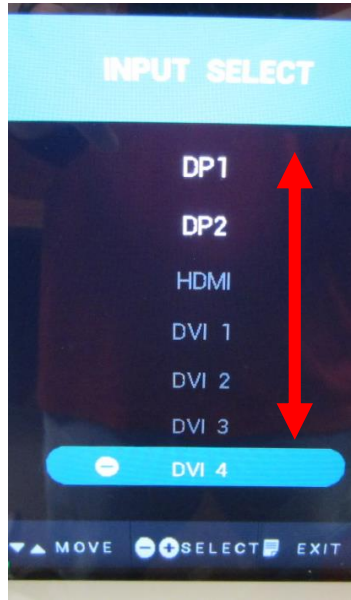 INPUT SELECT
DP1
DP2
HDMI
DVI 1
DVI 2
DVI 3
DVI 4
MOVE SELECT EXIT